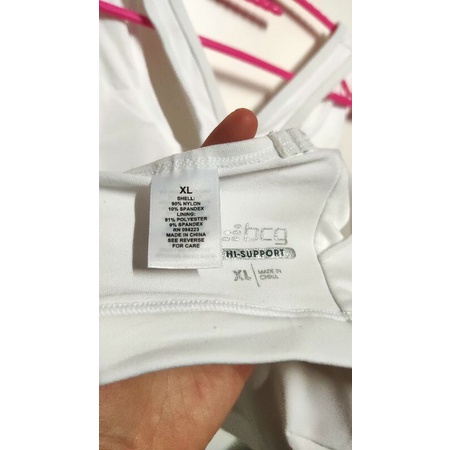 XL
SHELL:
90% NYLON
10% SPANDEX
LINING:
91% POLYESTER
9% SPANDEX
RN 098223
MADE IN CHINA
SEE REVERSE
FOR CARE
bcg
HI-SUPPORT
XL
MADE IN
CHINA